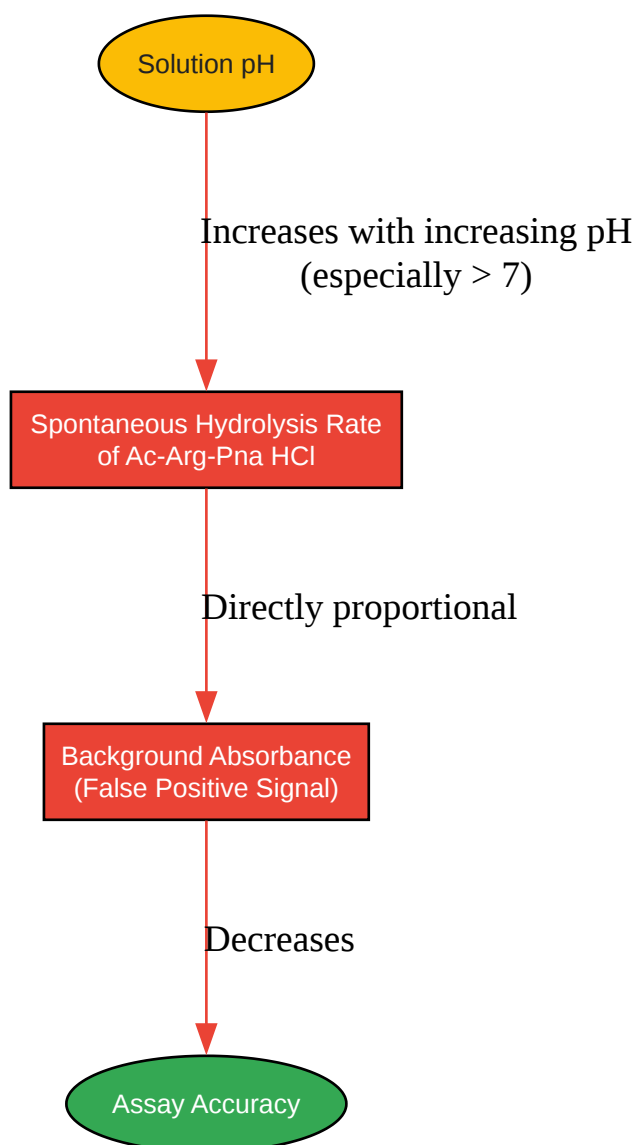 Solution pH
Increases with increasing pH
(especially > 7)
Spontaneous Hydrolysis Rate
of Ac-Arg-Pna HCl
Directly proportional
Background Absorbance
(False Positive Signal)
Decreases
Assay Accuracy